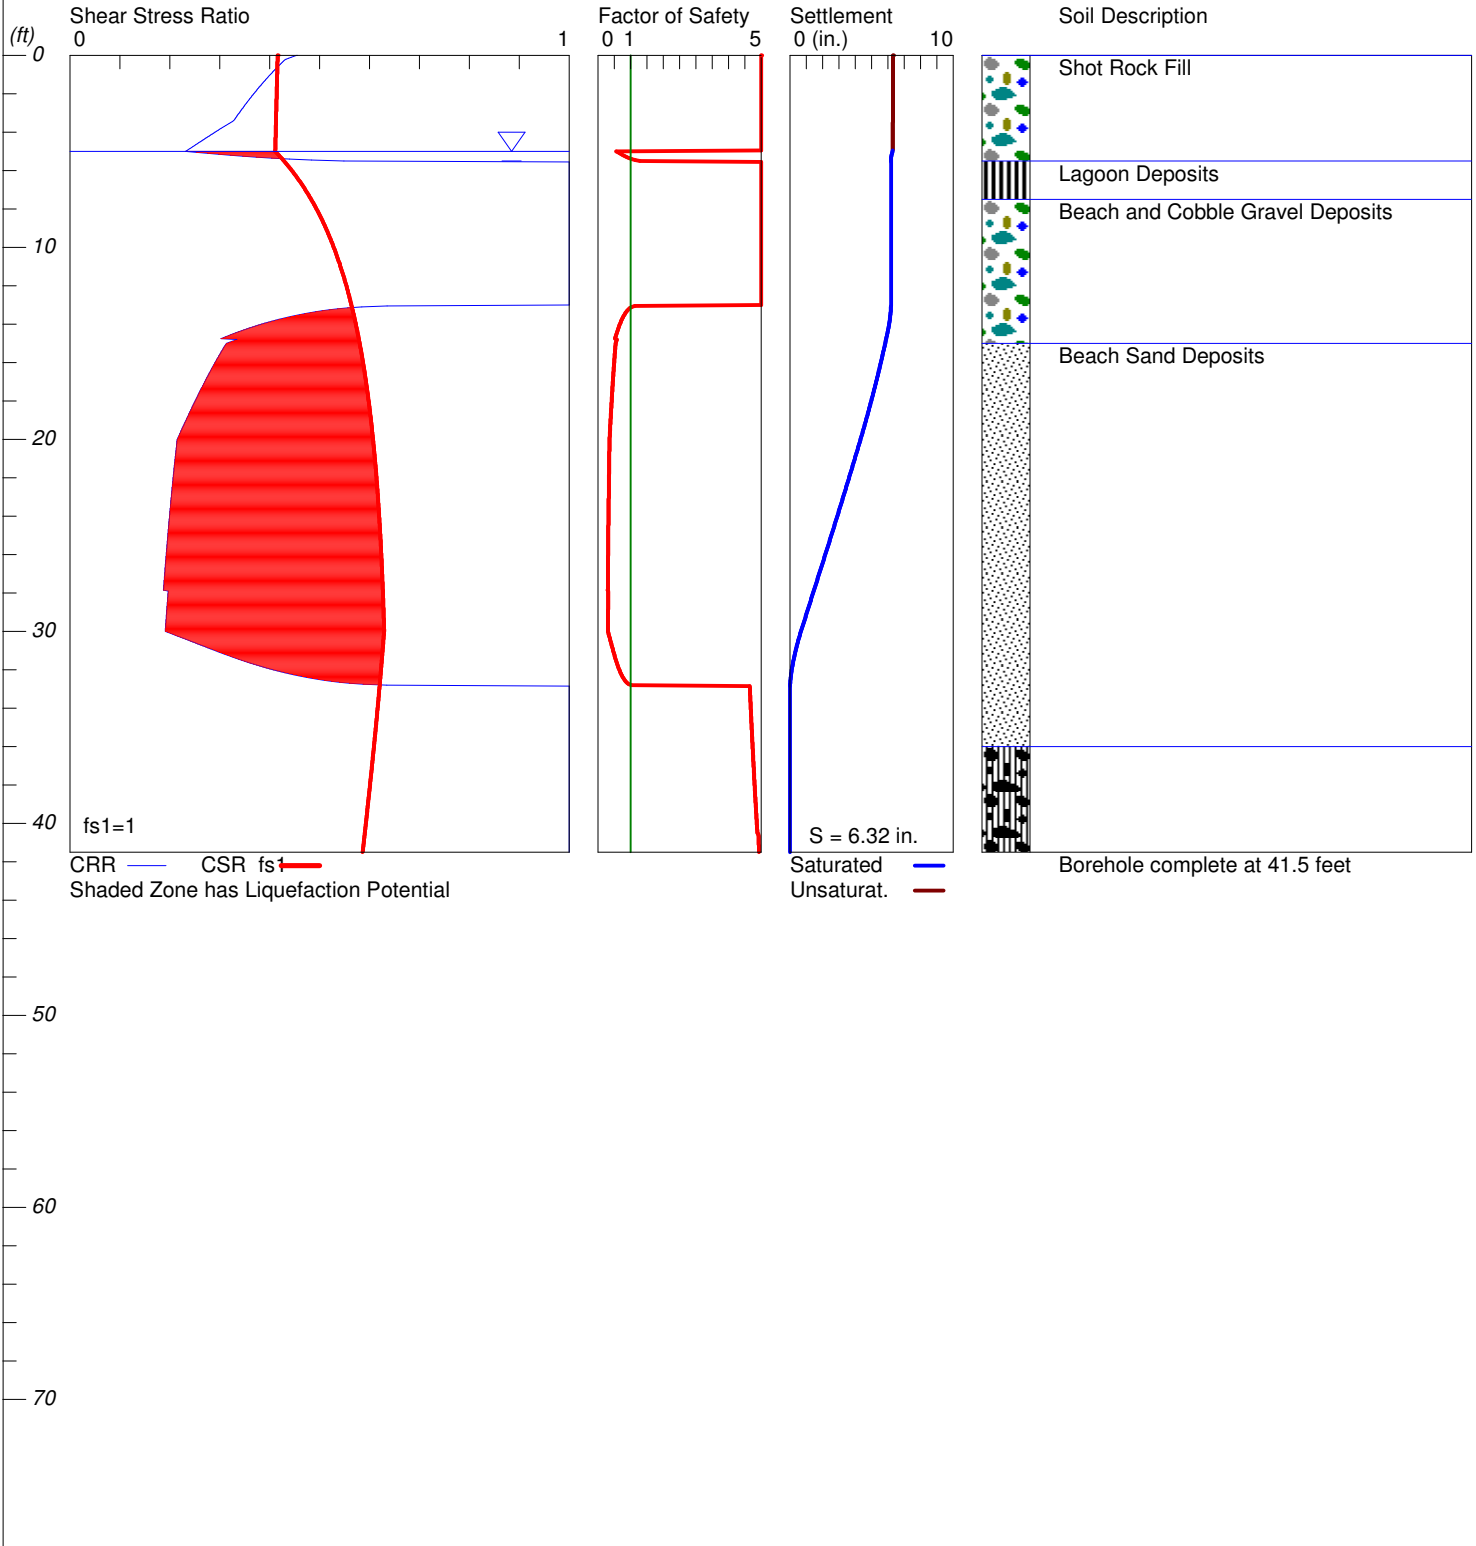 Shear Stress Ratio Factor of Safety Settlement Soil Description
(ft) 0 1 0 1 5 0 (in.) 10
0
Shot Rock Fill
Lagoon Deposits
Beach and Cobble Gravel Deposits
10
Beach Sand Deposits
20
30
40
fs1=1 S = 6.32 in.
CRR CSR fs1 Saturated Borehole complete at 41.5 feet
Shaded Zone has Liquefaction Potential Unsaturat.
50
60
70